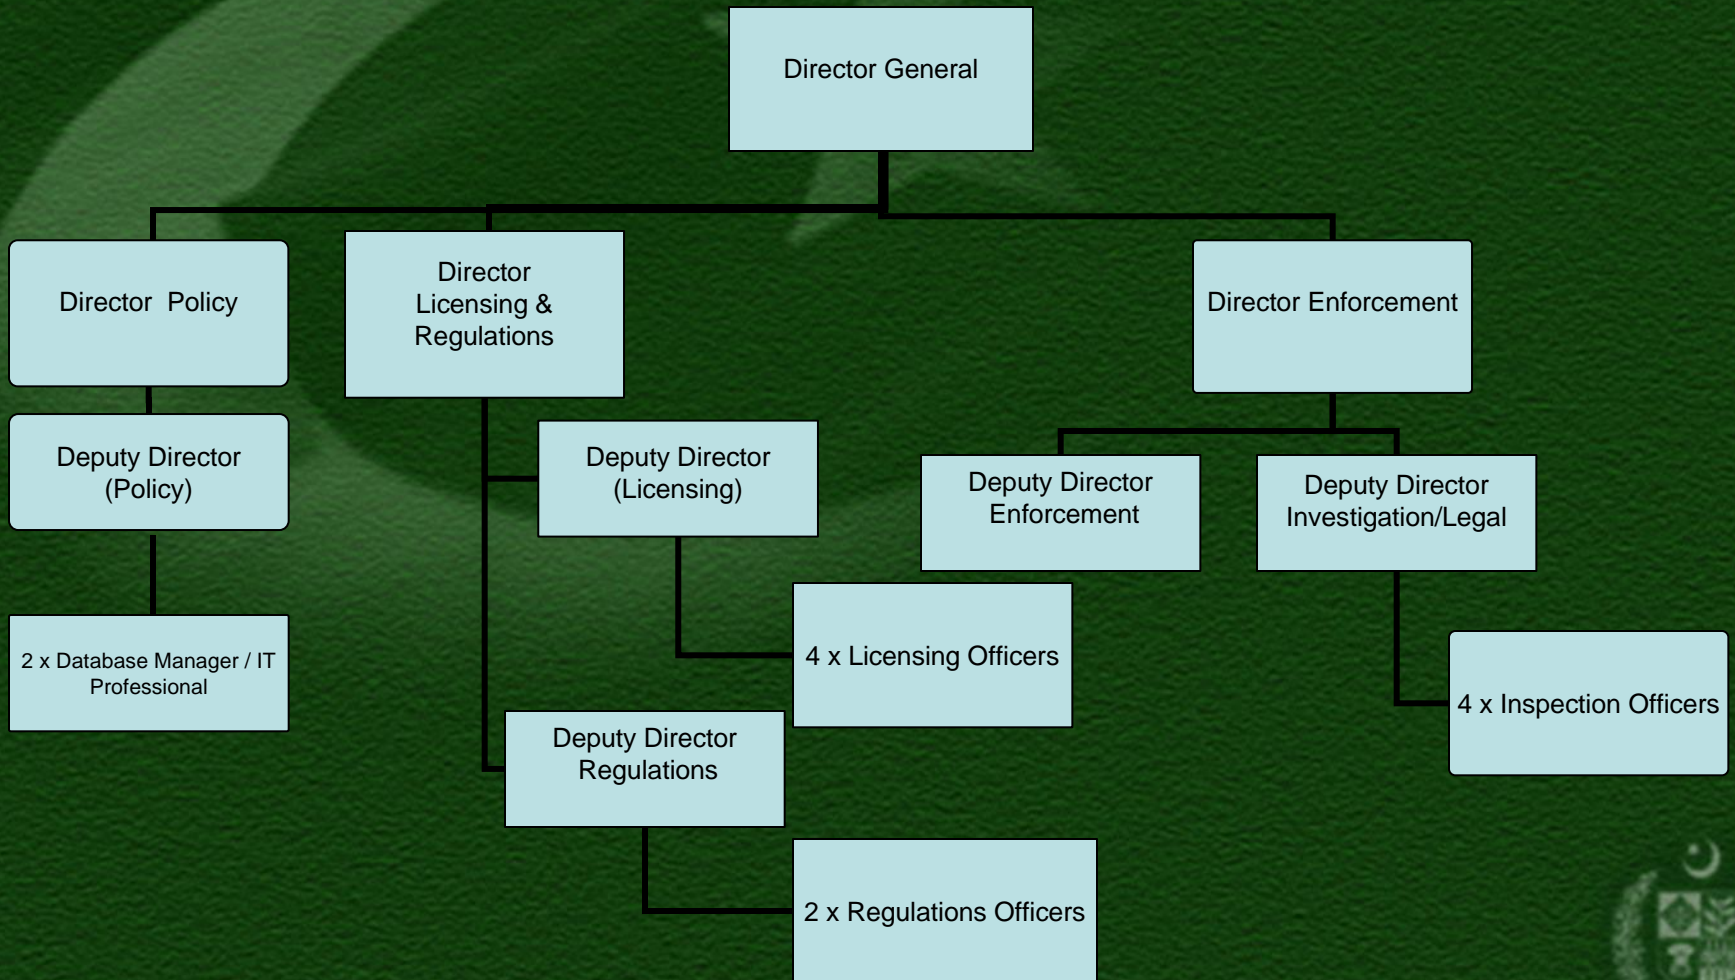 Director General
Director Policy
Director
Licensing &
Regulations
Director Enforcement
Deputy Director
(Policy)
Deputy Director
(Licensing)
Deputy Director
Enforcement
Deputy Director
Investigation/Legal
2 x Database Manager / IT
Professional
4 x Licensing Officers
4 x Inspection Officers
Deputy Director
Regulations
2 x Regulations Officers